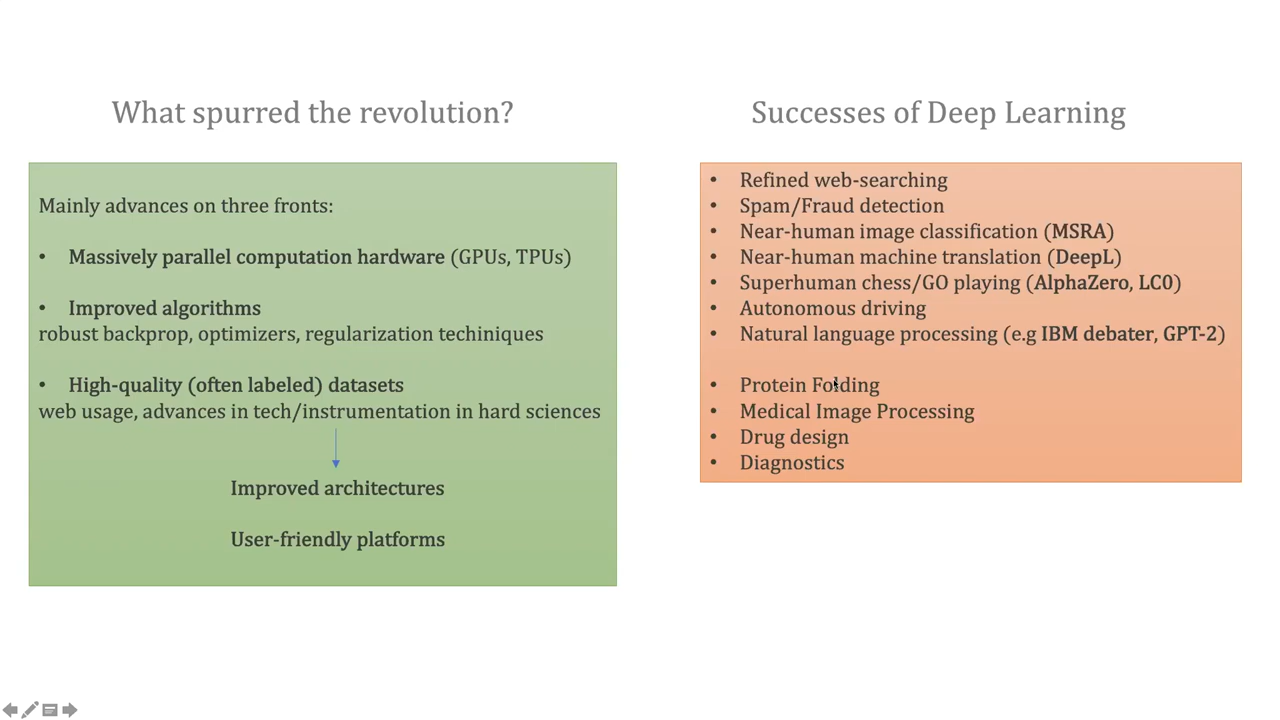 What spurred the revolution?
Mainly advances on three fronts:
• Massively parallel computation hardware (GPUs, TPUs)
• Improved algorithms
robust backprop, optimizers, regularization techiniques
• High-quality (often labeled) datasets
web usage, advances in tech/instrumentation in hard sciences
Improved architectures
User-friendly platforms
Successes of Deep Learning
• Refined web-searching
• Spam/Fraud detection
• Near-human image classification (MSRA)
• Near-human machine translation (DeepL)
• Superhuman chess/GO playing (AlphaZero, LC0)
• Autonomous driving
• Natural language processing (e.g IBM debater, GPT-2)
• Protein Folding
• Medical Image Processing
• Drug design
• Diagnostics